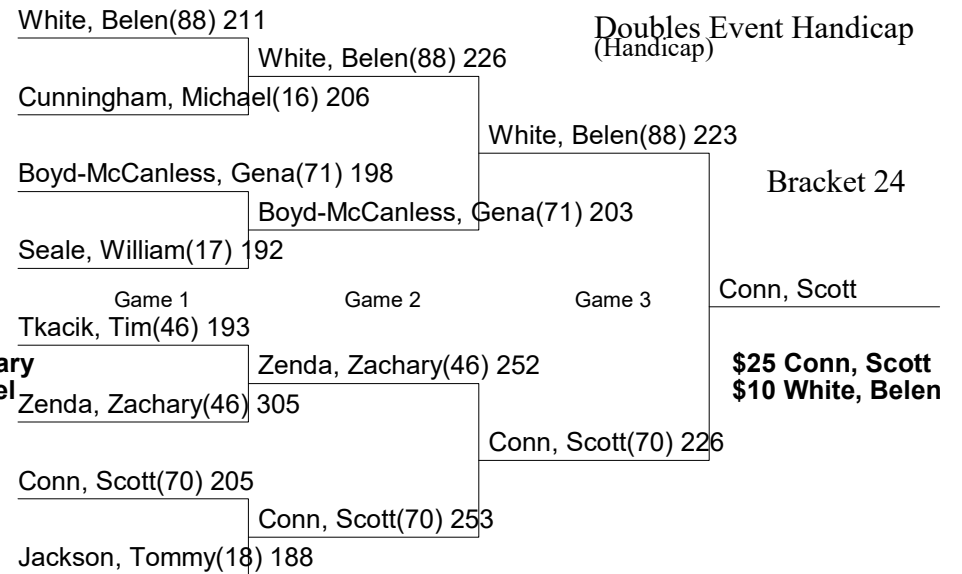 White, Belen(88) 211
Doubles Event Handicap
(Handicap)
White, Belen(88) 226
Cunningham, Michael(16) 206
White, Belen(88) 223
Boyd-McCanless, Gena(71) 198
Bracket 24
Boyd-McCanless, Gena(71) 203
Seale, William(17) 192
Game 1
Game 2
Game 3
Conn, Scott
Tkacik, Tim(46) 193
Zenda, Zachary(46) 252
$25 Conn, Scott
$10 White, Belen
Zenda, Zachary(46) 305
Conn, Scott(70) 226
Conn, Scott(70) 205
Conn, Scott(70) 253
Jackson, Tommy(18) 188